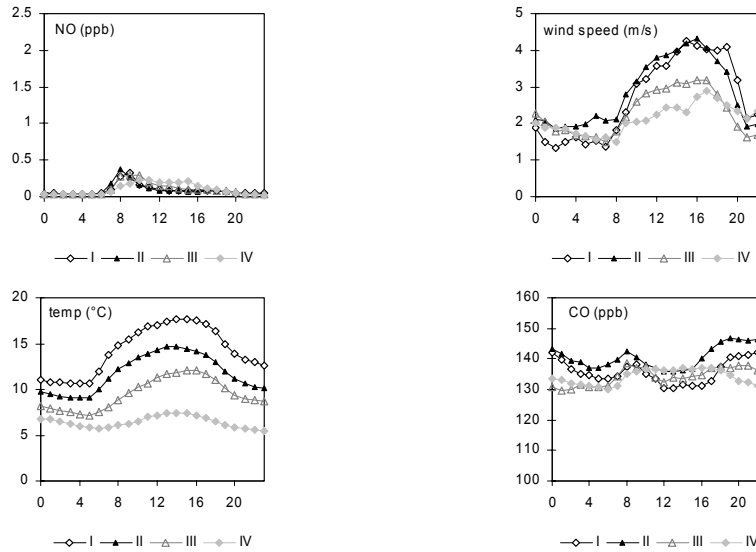 NO (ppb)
2.5
2
1.5
1
0.5
0
0 4 8 12 16 20
I II III IV
wind speed (m/s)
5
4
3
2
1
0
0 4 8 12 16 20
I II III IV
temp (°C)
20
15
10
5
0
0 4 8 12 16 20
I II III IV
CO (ppb)
160
150
140
130
120
110
100
0 4 8 12 16 20
I II III IV